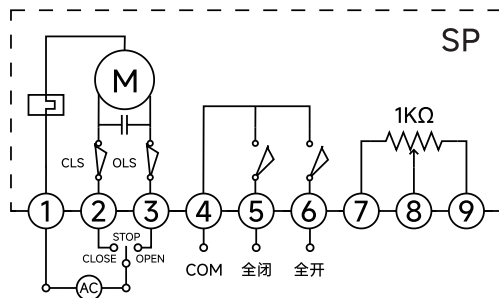 SP
M
1KΩ
CLS
OLS
1 2 3 4 5 6 7 8 9
STOP
CLOSE
OPEN
COM
全闭
全开
AC